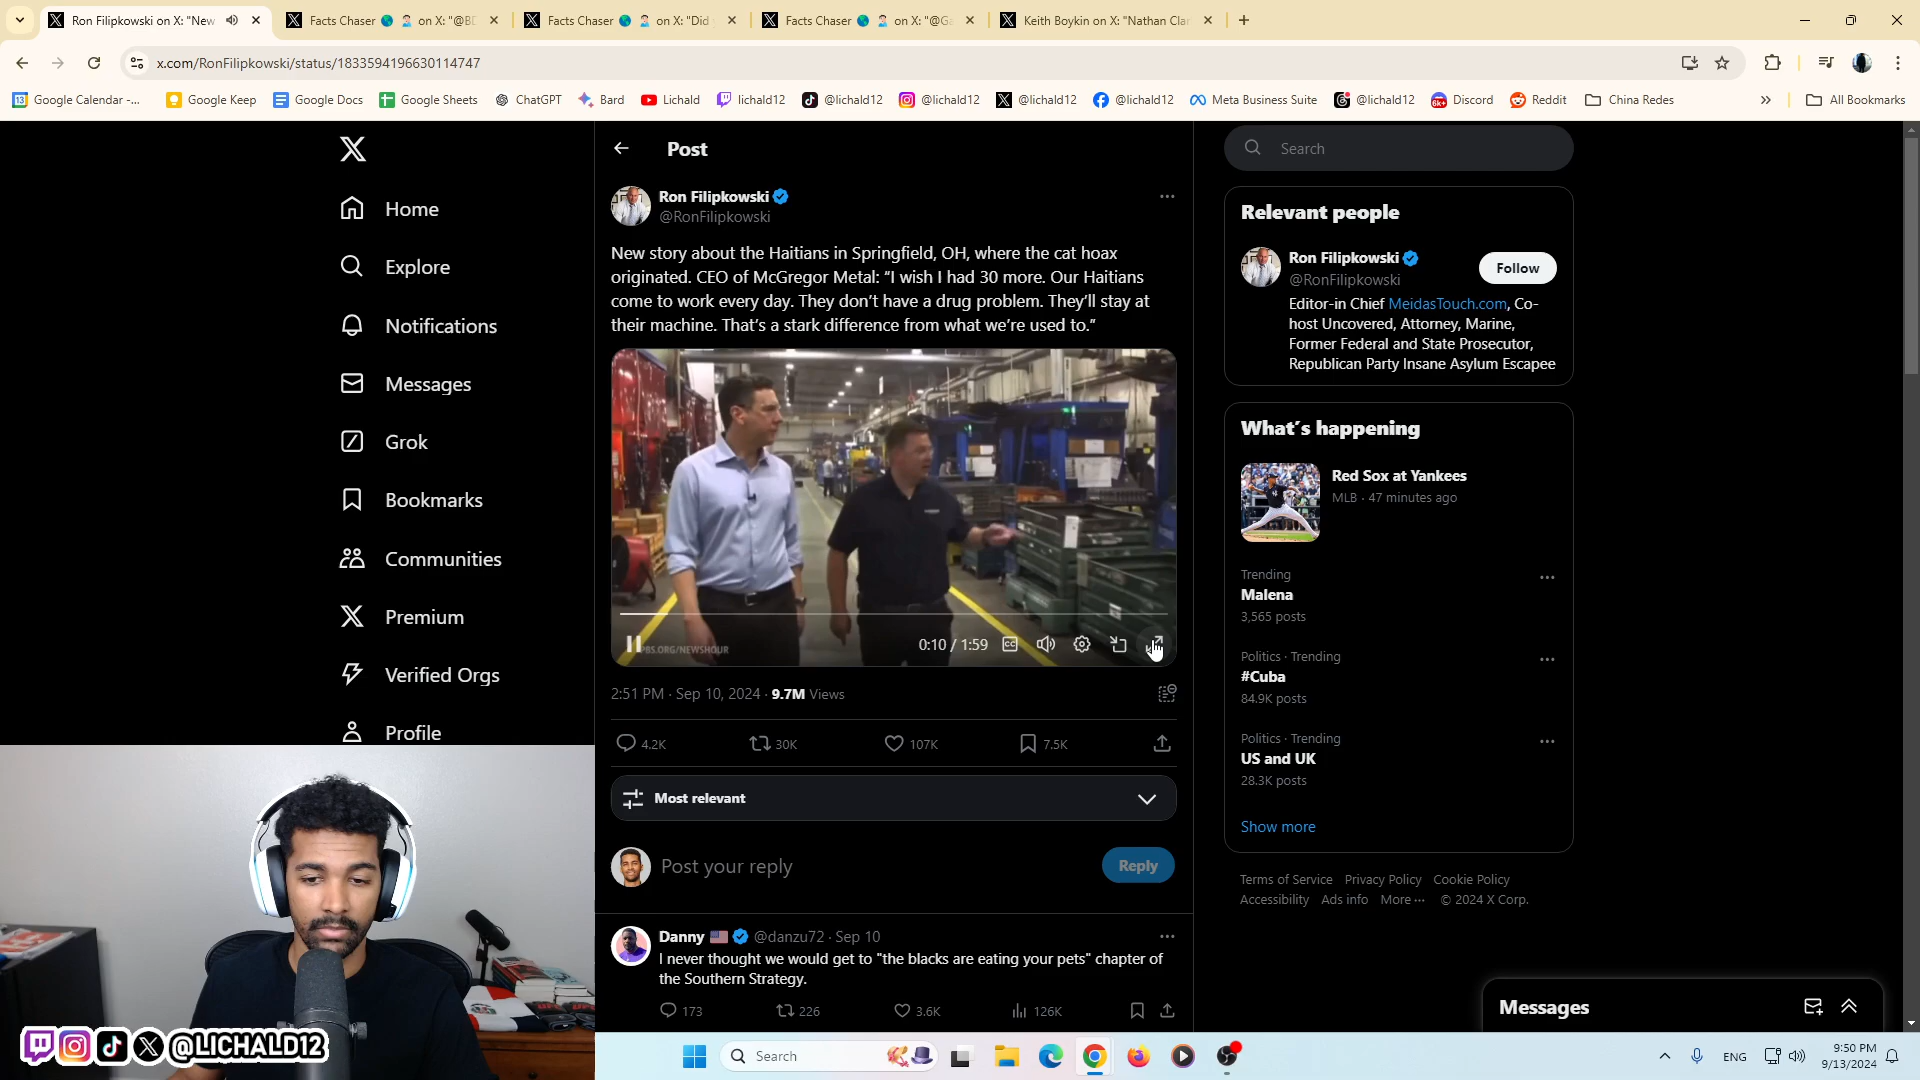 Ron Filipkowski on X: "New
Facts Chaser
on X: "@BD
Facts Chaser
on X: "Did
Facts Chaser
on X: "@Ga
Keith Boykin on X: "Nathan Clar
x.com/RonFilipkowski/status/1833594196630114747
Google Calendar -...
Google Keep
Google Docs
Google Sheets
ChatGPT
Bard
Lichald
lichald12
@lichald12
@lichald12
@lichald12
@lichald12
Meta Business Suite
@lichald12
Discord
Reddit
China Redes
All Bookmarks
Home
Explore
Notifications
Messages
Grok
Bookmarks
Communities
Premium
Verified Orgs
Profile
Post
Ron Filipkowski
@RonFilipkowski
New story about the Haitians in Springfield, OH, where the cat hoax
originated. CEO of McGregor Metal: “I wish I had 30 more. Our Haitians
come to work every day. They don’t have a drug problem. They’ll stay at
their machine. That’s a stark difference from what we’re used to.”
PBS.ORG/NEWSHOUR
0:10 / 1:59
CC
2:51 PM · Sep 10, 2024 · 9.7M Views
4.2K
30K
107K
7.5K
Most relevant
Post your reply
Reply
Danny
@danzu72 · Sep 10
I never thought we would get to "the blacks are eating your pets" chapter of
the Southern Strategy.
173
226
3.6K
126K
Search
Relevant people
Ron Filipkowski
@RonFilipkowski
Follow
Editor-in Chief MeidasTouch.com, Co-
host Uncovered, Attorney, Marine,
Former Federal and State Prosecutor,
Republican Party Insane Asylum Escapee
What’s happening
Red Sox at Yankees
MLB · 47 minutes ago
Trending
Malena
3,565 posts
Politics · Trending
#Cuba
84.9K posts
Politics · Trending
US and UK
28.3K posts
Show more
Terms of Service
Privacy Policy
Cookie Policy
Accessibility
Ads info
More ···
© 2024 X Corp.
Messages
@LICHALD12
Search
ENG
9:50 PM
9/13/2024